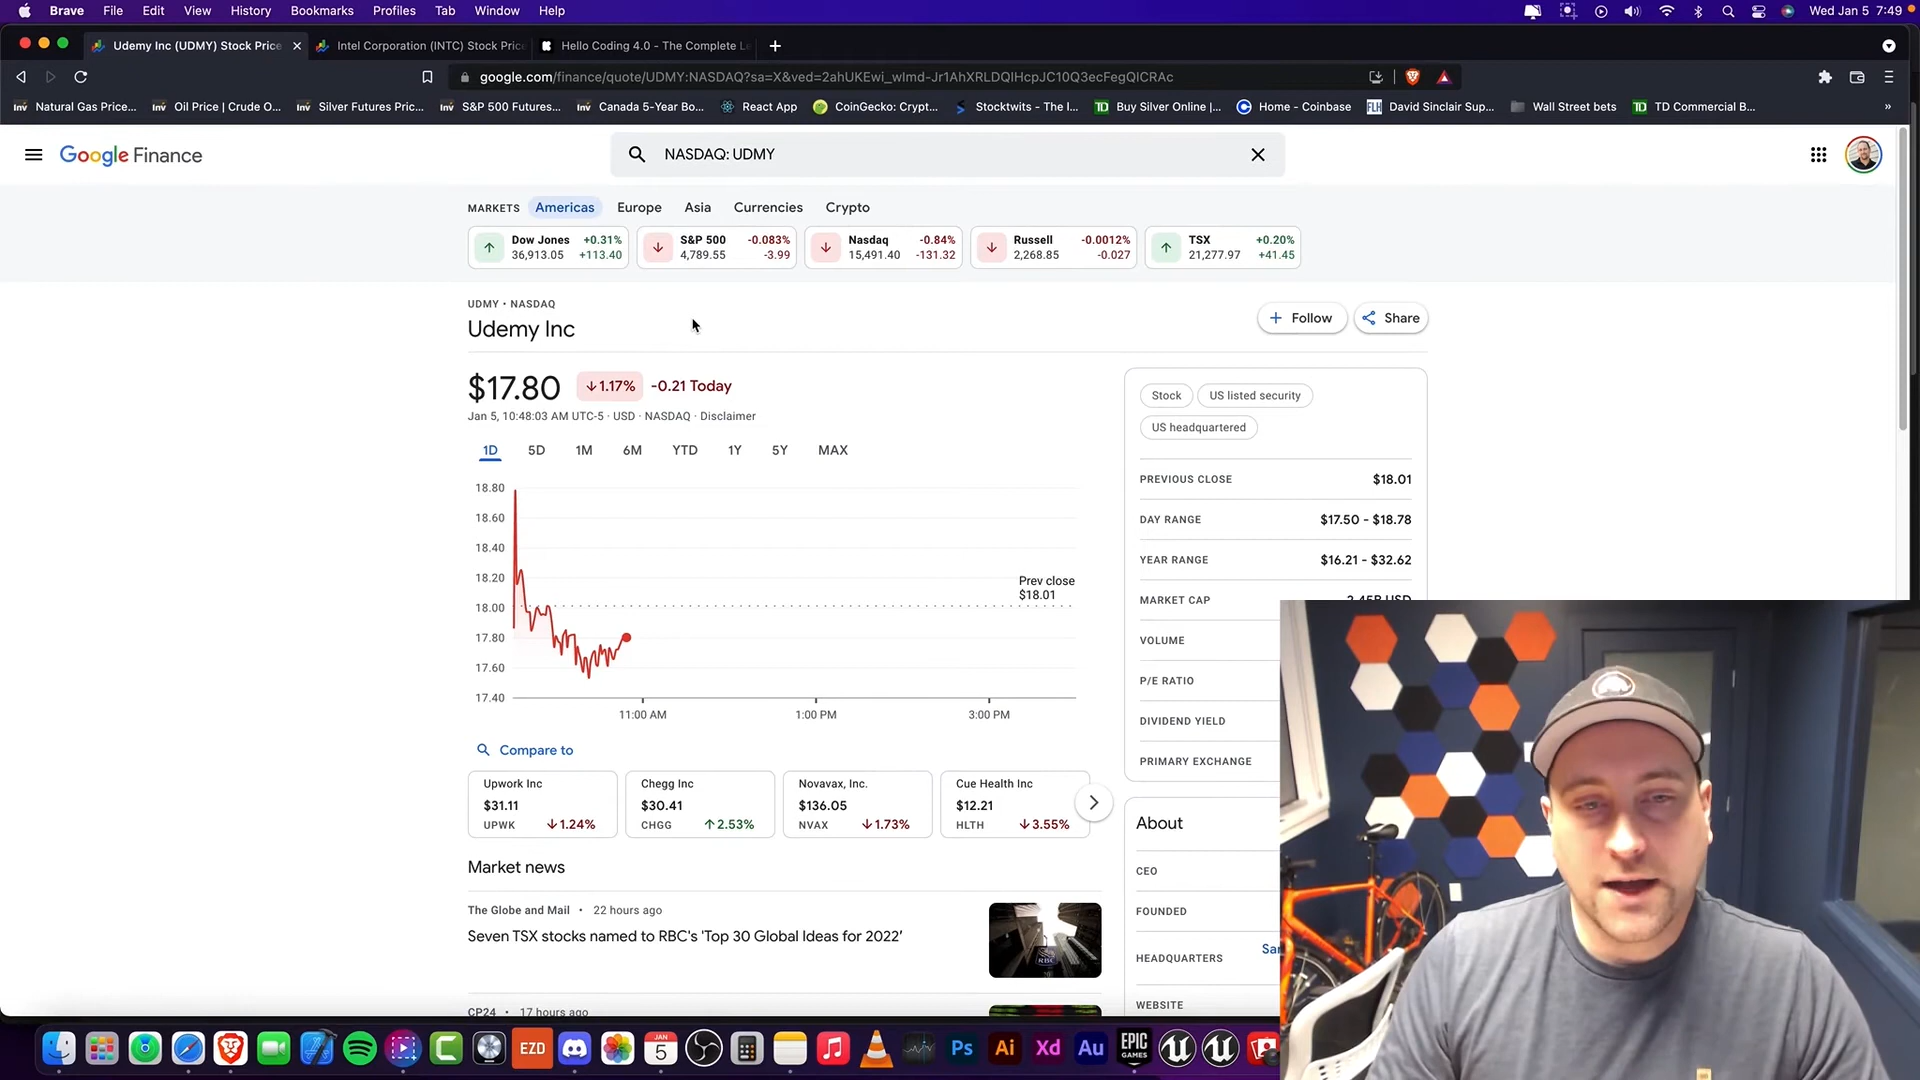 Brave File Edit View History Bookmarks Profiles Tab Window Help Wed Jan 5 7:49
Udemy Inc (UDMY) Stock Price Intel Corporation (INTC) Stock Pric Hello Coding 4.0 - The Complete Le
google.com/finance/quote/UDMY:NASDAQ?sa=X&ved=2ahUKEwi_wlmd-Jr1AhXRLDQIHcpJC10Q3ecFegQICRAc
Natural Gas Price... Oil Price | Crude O... Silver Futures Pric... S&P 500 Futures... Canada 5-Year Bo... React App CoinGecko: Crypt... Stocktwits - The I... Buy Silver Online |... Home - Coinbase David Sinclair Sup... Wall Street bets TD Commercial B... »
Google Finance
NASDAQ: UDMY
MARKETS Americas Europe Asia Currencies Crypto
Dow Jones +0.31% S&P 500 -0.083% Nasdaq -0.84% Russell -0.0012% TSX +0.20%
36,913.05 +113.40 4,789.55 -3.99 15,491.40 -131.32 2,268.85 -0.027 21,277.97 +41.45
UDMY • NASDAQ
Udemy Inc
Follow Share
$17.80 1.17% -0.21 Today
Jan 5, 10:48:03 AM UTC-5 · USD · NASDAQ · Disclaimer
1D 5D 1M 6M YTD 1Y 5Y MAX
18.80
18.60
18.40
18.20
18.00
17.80
17.60
17.40
Prev close
$18.01
11:00 AM 1:00 PM 3:00 PM
Stock US listed security
US headquartered
PREVIOUS CLOSE $18.01
DAY RANGE $17.50 - $18.78
YEAR RANGE $16.21 - $32.62
MARKET CAP 2.45B USD
VOLUME
P/E RATIO
DIVIDEND YIELD
PRIMARY EXCHANGE
Compare to
Upwork Inc Chegg Inc Novavax, Inc. Cue Health Inc
$31.11 $30.41 $136.05 $12.21
UPWK 1.24% CHGG 2.53% NVAX 1.73% HLTH 3.55%
About
CEO
FOUNDED
HEADQUARTERS San
WEBSITE
Market news
The Globe and Mail • 22 hours ago
Seven TSX stocks named to RBC's 'Top 30 Global Ideas for 2022'
RBC
CP24 • 17 hours ago
EZD JAN 5 Ps Ai Xd Au EPIC GAMES